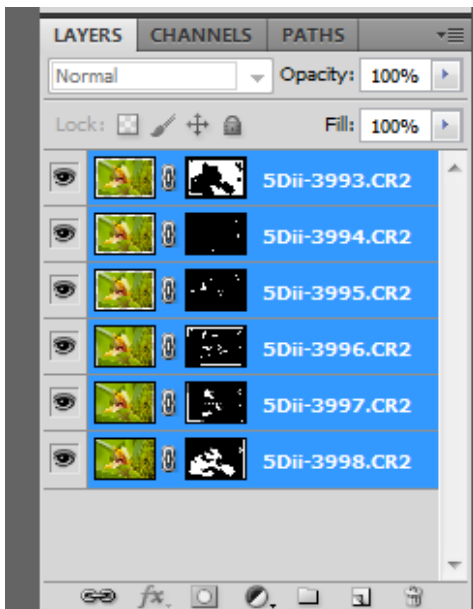 LAYERS CHANNELS PATHS
Normal Opacity: 100%
Lock: Fill: 100%
5Dii-3993.CR2
5Dii-3994.CR2
5Dii-3995.CR2
5Dii-3996.CR2
5Dii-3997.CR2
5Dii-3998.CR2
fx.